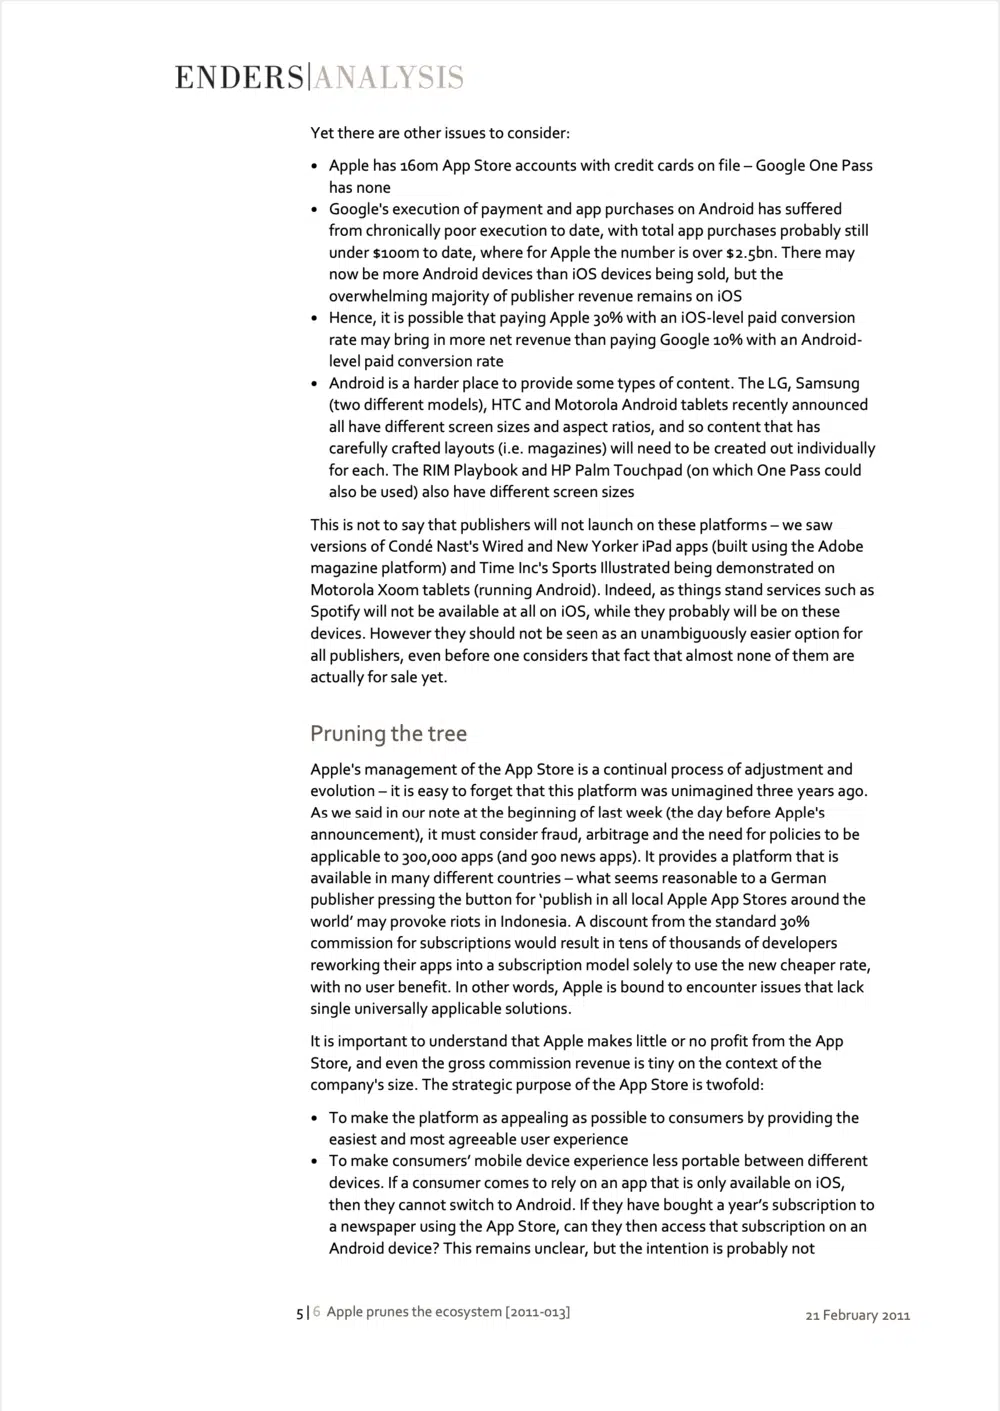 ENDERS|ANALYSIS
Yet there are other issues to consider:
• Apple has 160m App Store accounts with credit cards on file – Google One Pass
has none
• Google's execution of payment and app purchases on Android has suffered
from chronically poor execution to date, with total app purchases probably still
under $100m to date, where for Apple the number is over $2.5bn. There may
now be more Android devices than iOS devices being sold, but the
overwhelming majority of publisher revenue remains on iOS
• Hence, it is possible that paying Apple 30% with an iOS-level paid conversion
rate may bring in more net revenue than paying Google 10% with an Android-
level paid conversion rate
• Android is a harder place to provide some types of content. The LG, Samsung
(two different models), HTC and Motorola Android tablets recently announced
all have different screen sizes and aspect ratios, and so content that has
carefully crafted layouts (i.e. magazines) will need to be created out individually
for each. The RIM Playbook and HP Palm Touchpad (on which One Pass could
also be used) also have different screen sizes
This is not to say that publishers will not launch on these platforms – we saw
versions of Condé Nast's Wired and New Yorker iPad apps (built using the Adobe
magazine platform) and Time Inc's Sports Illustrated being demonstrated on
Motorola Xoom tablets (running Android). Indeed, as things stand services such as
Spotify will not be available at all on iOS, while they probably will be on these
devices. However they should not be seen as an unambiguously easier option for
all publishers, even before one considers that fact that almost none of them are
actually for sale yet.
Pruning the tree
Apple's management of the App Store is a continual process of adjustment and
evolution – it is easy to forget that this platform was unimagined three years ago.
As we said in our note at the beginning of last week (the day before Apple's
announcement), it must consider fraud, arbitrage and the need for policies to be
applicable to 300,000 apps (and 900 news apps). It provides a platform that is
available in many different countries – what seems reasonable to a German
publisher pressing the button for ‘publish in all local Apple App Stores around the
world’ may provoke riots in Indonesia. A discount from the standard 30%
commission for subscriptions would result in tens of thousands of developers
reworking their apps into a subscription model solely to use the new cheaper rate,
with no user benefit. In other words, Apple is bound to encounter issues that lack
single universally applicable solutions.
It is important to understand that Apple makes little or no profit from the App
Store, and even the gross commission revenue is tiny on the context of the
company's size. The strategic purpose of the App Store is twofold:
• To make the platform as appealing as possible to consumers by providing the
easiest and most agreeable user experience
• To make consumers’ mobile device experience less portable between different
devices. If a consumer comes to rely on an app that is only available on iOS,
then they cannot switch to Android. If they have bought a year’s subscription to
a newspaper using the App Store, can they then access that subscription on an
Android device? This remains unclear, but the intention is probably not
5|6 Apple prunes the ecosystem [2011-013]
21 February 2011